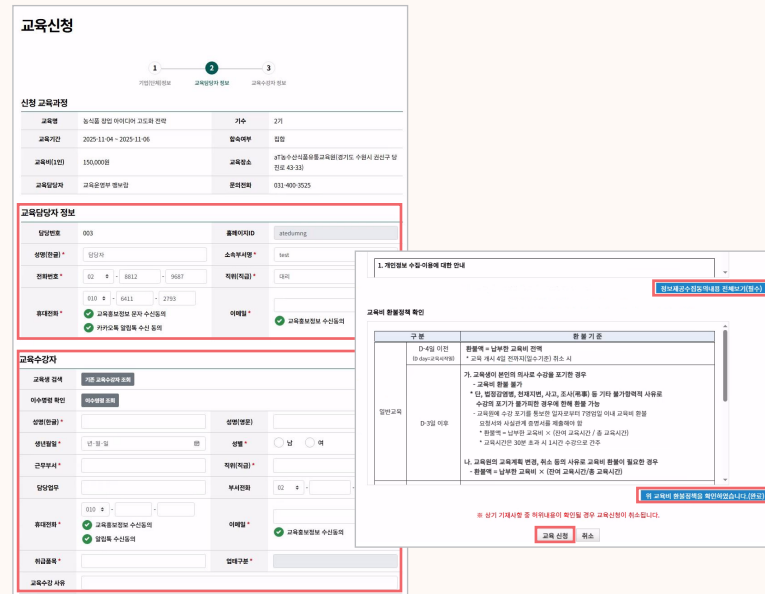 교육신청
1 2 3
기업(단체)정보 교육담당자 정보 교육수강자 정보
신청 교육과정
교육명 농식품 창업 아이디어 고도화 전략 기수 2기
교육기간 2025-11-04 ~ 2025-11-06 합숙여부 집합
교육비(1인) 150,000원 교육장소 aT농수산식품유통교육원(경기도 수원시 권선구 당진로 43-33)
교육담당자 교육운영부 맹보람 문의전화 031-400-3525
교육담당자 정보
담당번호 003 홈페이지ID atedumng
성명(한글) * 담당자 소속부서명 * test
전화번호 * 02 - 8812 - 9687 직위(직급) * 대리
휴대전화 * 010 - 6411 - 2793 이메일 *
교육홍보정보 문자 수신동의 교육홍보정보 수신동의
카카오톡 알림톡 수신 동의
교육수강자
교육생 검색 기존 교육수강자 조회
이수명령 확인 이수명령 조회
성명(한글) * 성명(영문)
생년월일 * 년-월-일 성별 * 남 여
근무부서 * 직위(직급) *
담당업무 부서전화 02 - -
휴대전화 * 010 - - 이메일 *
교육홍보정보 수신동의 교육홍보정보 수신동의
알림톡 수신동의
취급품목 * 업태구분 *
교육수강 사유
1. 개인정보 수집·이용에 대한 안내
정보제공수집동의내용 전체보기(필수)
교육비 환불정책 확인
구 분 환 불 기 준
일반교육
D-4일 이전
(D-day=교육시작일)
환불액 = 납부한 교육비 전액
* 교육 개시 4일 전까지(일수기준) 취소 시
D-3일 이후
가. 교육생이 본인의 의사로 수강을 포기한 경우
- 교육비 환불 불가
* 단, 법정감염병, 천재지변, 사고, 조사(弔事) 등 기타 불가항력적 사유로
수강의 포기가 불가피한 경우에 한해 환불 가능
- 교육원에 수강 포기를 통보한 일자로부터 7영업일 이내 교육비 환불
요청서와 사실관계 증명서를 제출해야 함
* 환불액 = 납부한 교육비 × (잔여 교육시간 / 총 교육시간)
* 교육시간은 30분 초과 시 1시간 수강으로 간주
나. 교육원의 교육계획 변경, 취소 등의 사유로 교육비 환불이 필요한 경우
- 환불액 = 납부한 교육비 × (잔여 교육시간/총 교육시간)
위 교육비 환불정책을 확인하였습니다.(완료)
※ 상기 기재사항 중 허위내용이 확인될 경우 교육신청이 취소됩니다.
교육 신청 취소